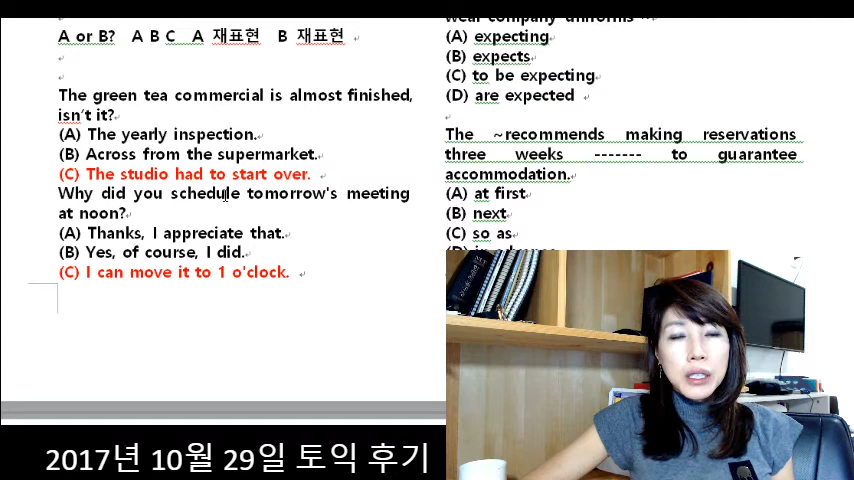 A or B? A B C A 재표현 B 재표현
The green tea commercial is almost finished,
isn't it?
(A) The yearly inspection.
(B) Across from the supermarket.
(C) The studio had to start over.
Why did you schedule tomorrow's meeting
at noon?
(A) Thanks, I appreciate that.
(B) Yes, of course, I did.
(C) I can move it to 1 o'clock.
wear company uniforms ~
(A) expecting
(B) expects
(C) to be expecting
(D) are expected
The ~recommends making reservations
three weeks ------- to guarantee
accommodation.
(A) at first
(B) next
(C) so as
2017년 10월 29일 토익 후기